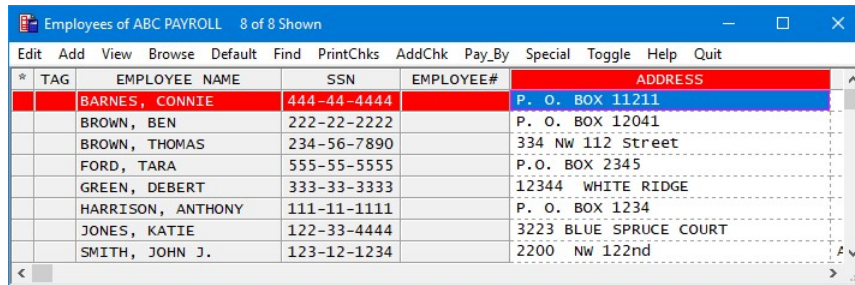 Employees of ABC PAYROLL 8 of 8 Shown
Edit Add View Browse Default Find PrintChks AddChk Pay_By Special Toggle Help Quit
* TAG EMPLOYEE NAME SSN EMPLOYEE# ADDRESS
BARNES, CONNIE 444-44-4444 P. O. BOX 11211
BROWN, BEN 222-22-2222 P. O. BOX 12041
BROWN, THOMAS 234-56-7890 334 NW 112 Street
FORD, TARA 555-55-5555 P.O. BOX 2345
GREEN, DEBERT 333-33-3333 12344 WHITE RIDGE
HARRISON, ANTHONY 111-11-1111 P. O. BOX 1234
JONES, KATIE 122-33-4444 3223 BLUE SPRUCE COURT
SMITH, JOHN J. 123-12-1234 2200 NW 122nd